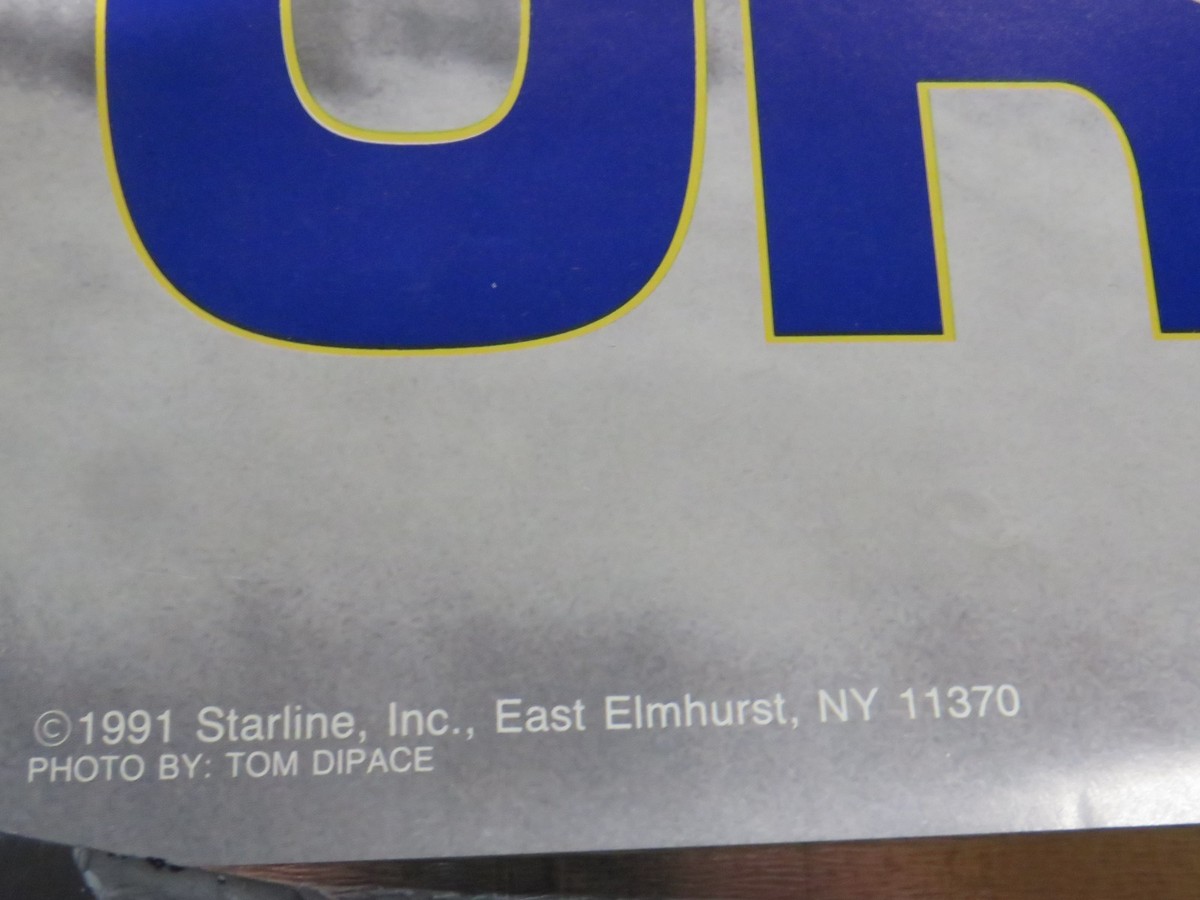 ©1991 Starline, Inc., East Elmhurst, NY 11370
PHOTO BY: TOM DIPACE